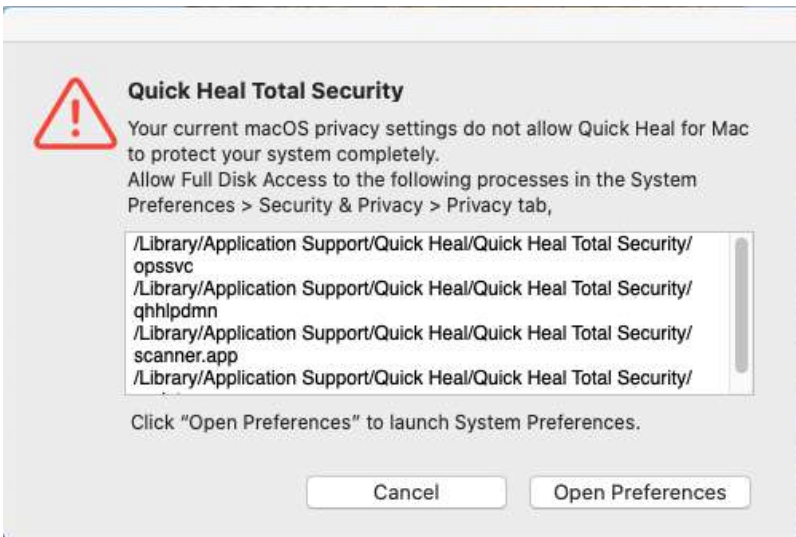 Quick Heal Total Security
Your current macOS privacy settings do not allow Quick Heal for Mac
to protect your system completely.
Allow Full Disk Access to the following processes in the System
Preferences > Security & Privacy > Privacy tab,
/Library/Application Support/Quick Heal/Quick Heal Total Security/
opssvc
/Library/Application Support/Quick Heal/Quick Heal Total Security/
qhhlpdmn
/Library/Application Support/Quick Heal/Quick Heal Total Security/
scanner.app
/Library/Application Support/Quick Heal/Quick Heal Total Security/
Click “Open Preferences” to launch System Preferences.
Cancel
Open Preferences